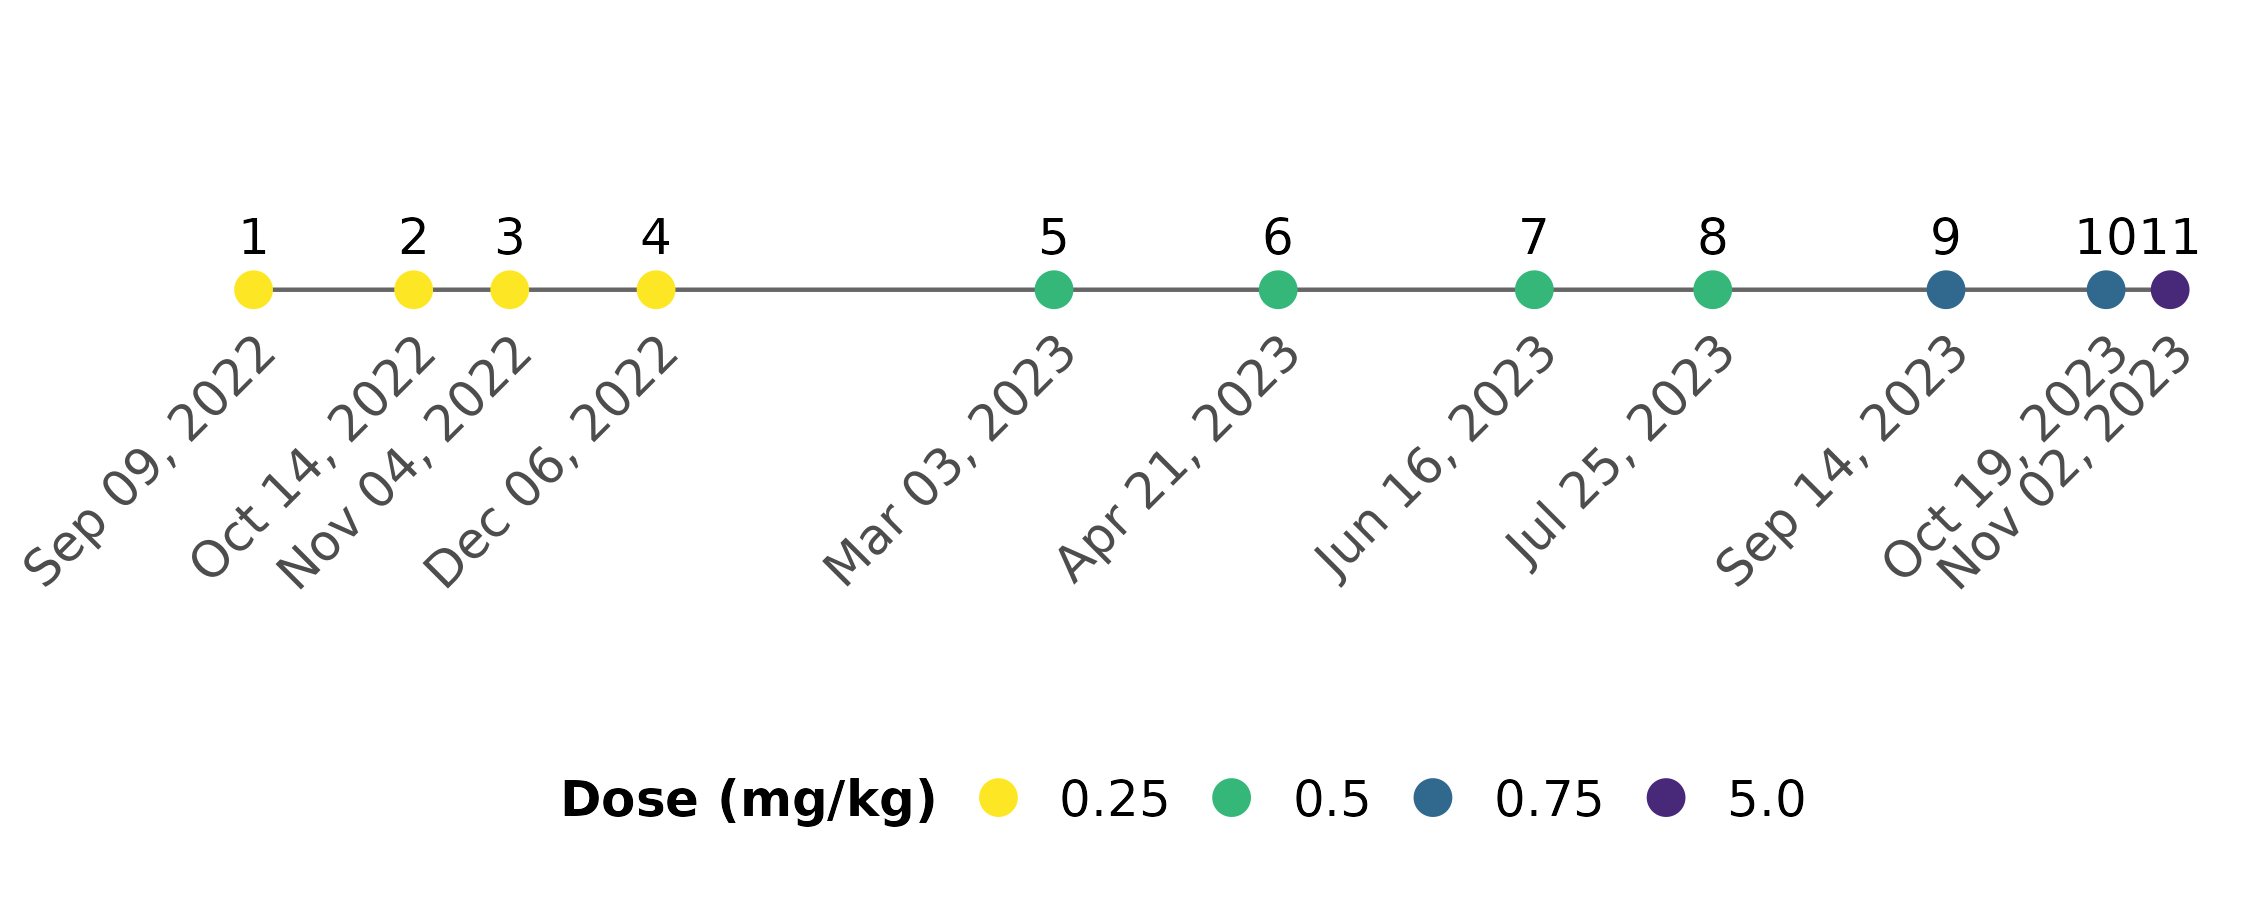 1 2 3 4 5 6 7 8 9 10 11
Sep 09, 2022
Oct 14, 2022
Nov 04, 2022
Dec 06, 2022
Mar 03, 2023
Apr 21, 2023
Jun 16, 2023
Jul 25, 2023
Sep 14, 2023
Oct 19, 2023
Nov 02, 2023
Dose (mg/kg) 0.25 0.5 0.75 5.0